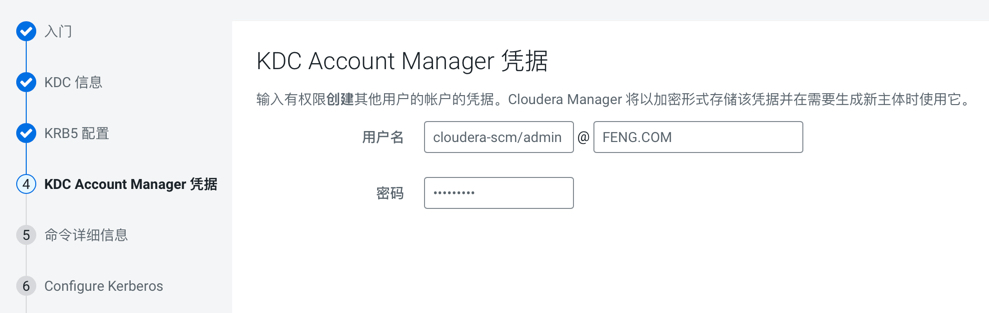 入门
KDC 信息
KRB5 配置
4 KDC Account Manager 凭据
5 命令详细信息
6 Configure Kerberos
KDC Account Manager 凭据
输入有权限创建其他用户的帐户的凭据。Cloudera Manager 将以加密形式存储该凭据并在需要生成新主体时使用它。
用户名 cloudera-scm/admin @ FENG.COM
密码 •••••••••